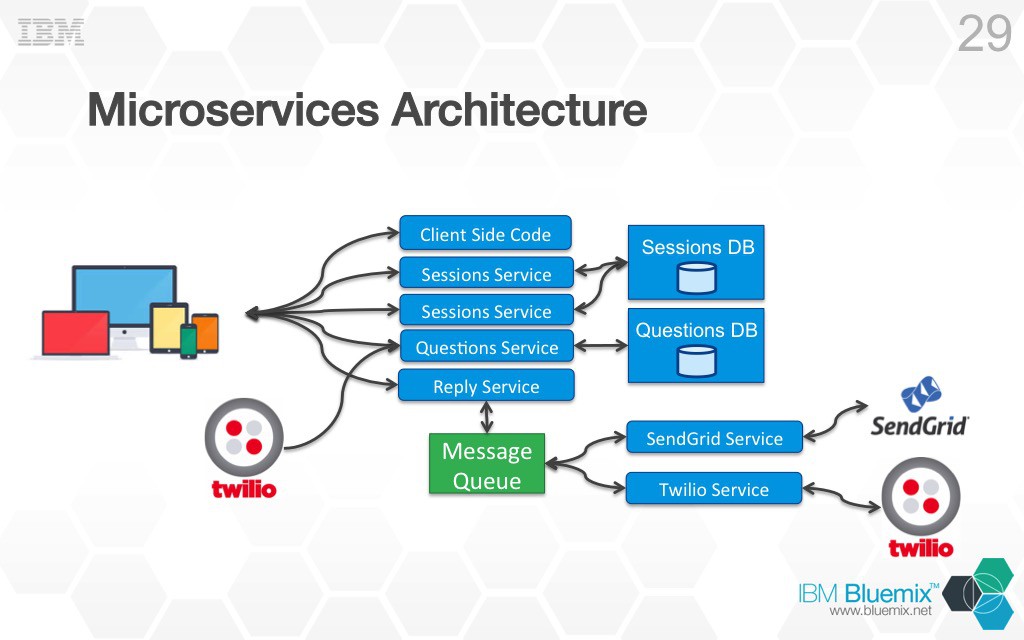 IBM
29
Microservices Architecture
Client Side Code
Sessions Service
Sessions Service
Questions Service
Reply Service
Sessions DB
Questions DB
twilio
Message
Queue
SendGrid Service
Twilio Service
SendGrid
twilio
IBM Bluemix™
www.bluemix.net